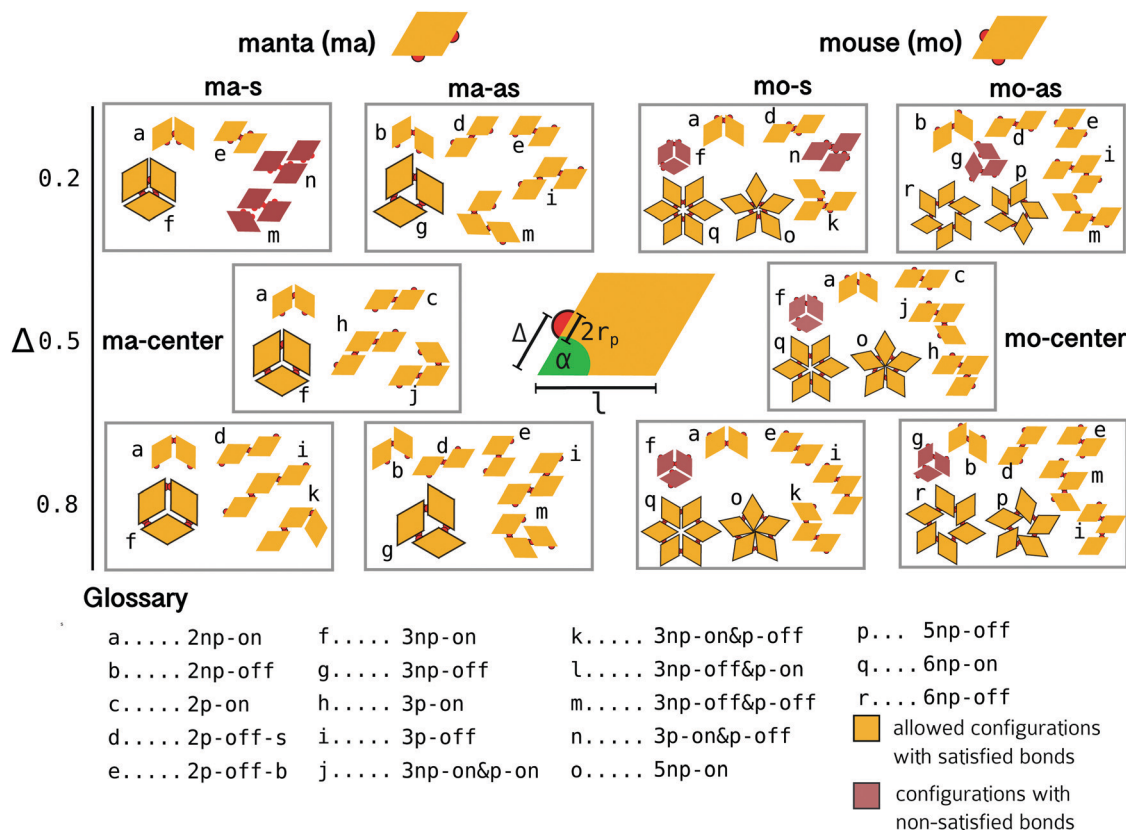 manta (ma)
mouse (mo)
ma-s
ma-as
mo-s
mo-as
0.2
a
e
f
n
m
b
d
e
i
g
m
a
d
f
n
q
o
k
b
d
e
g
i
r
p
m
Δ 0.5
ma-center
a
c
h
f
j
Δ
2rp
α
l
a
c
f
j
q
o
h
mo-center
0.8
a
d
i
k
f
b
d
e
i
m
g
f
a
e
i
q
o
k
g
b
d
e
m
r
p
i
Glossary
a..... 2np-on
b..... 2np-off
c..... 2p-on
d..... 2p-off-s
e..... 2p-off-b
f..... 3np-on
g..... 3np-off
h..... 3p-on
i..... 3p-off
j..... 3np-on&p-on
k..... 3np-on&p-off
l..... 3np-off&p-on
m..... 3np-off&p-off
n..... 3p-on&p-off
o..... 5np-on
p... 5np-off
q.... 6np-on
r.... 6np-off
allowed configurations
with satisfied bonds
configurations with
non-satisfied bonds